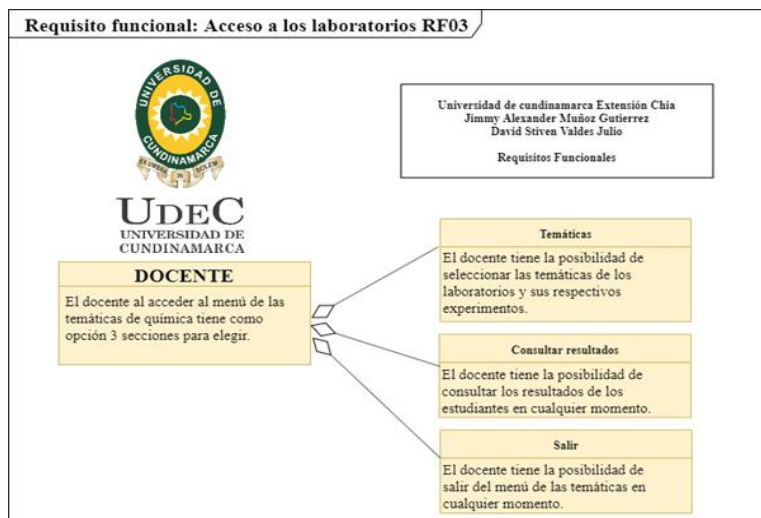 Requisito funcional: Acceso a los laboratorios RF03
UNIVERSIDAD DE
CUNDINAMARCA
UDEC
UNIVERSIDAD DE
CUNDINAMARCA
Universidad de cundinamarca Extensión Chia
Jimmy Alexander Muñoz Gutierrez
David Stiven Valdes Julio
Requisitos Funcionales
DOCENTE
El docente al acceder al menú de las
temáticas de química tiene como
opción 3 secciones para elegir.
Temáticas
El docente tiene la posibilidad de
seleccionar las temáticas de los
laboratorios y sus respectivos
experimentos.
Consultar resultados
El docente tiene la posibilidad de
consultar los resultados de los
estudiantes en cualquier momento.
Salir
El docente tiene la posibilidad de
salir del menú de las temáticas en
cualquier momento.